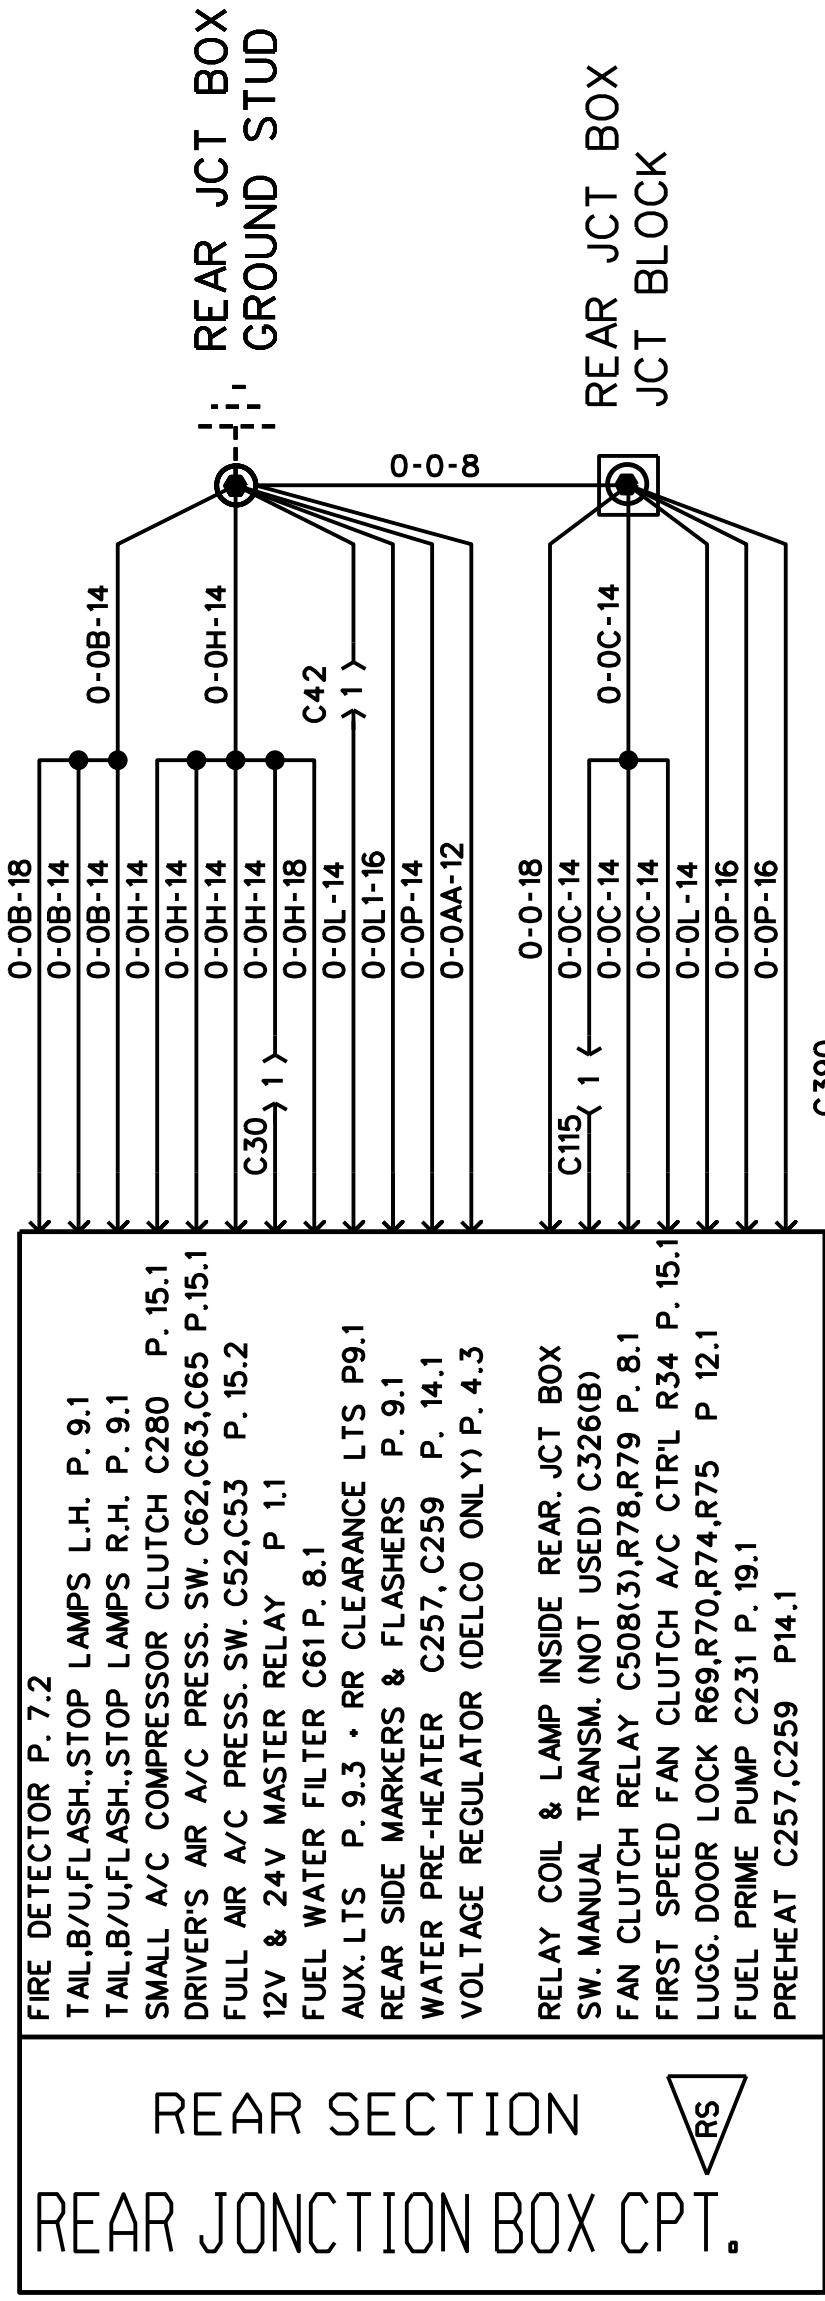 REAR JONCTION BOX CPT.
REAR SECTION
RS
FIRE DETECTOR P. 7.2
TAIL,B/U,FLASH.,STOP LAMPS L.H. P. 9.1
TAIL,B/U,FLASH.,STOP LAMPS R.H. P. 9.1
SMALL A/C COMPRESSOR CLUTCH C280 P. 15.1
DRIVER'S AIR A/C PRESS. SW. C62,C63,C65 P.15.1
FULL AIR A/C PRESS. SW. C52,C53 P. 15.2
12V & 24V MASTER RELAY P 1.1
FUEL WATER FILTER C61 P. 8.1
AUX. LTS P. 9.3 • RR CLEARANCE LTS P9.1
REAR SIDE MARKERS & FLASHERS P. 9.1
WATER PRE-HEATER C257, C259 P. 14.1
VOLTAGE REGULATOR (DELCO ONLY) P. 4.3
RELAY COIL & LAMP INSIDE REAR. JCT BOX
SW. MANUAL TRANSM. (NOT USED) C326(B)
FAN CLUTCH RELAY C508(3),R78,R79 P. 8.1
FIRST SPEED FAN CLUTCH A/C CTR'L R34 P. 15.1
LUGG. DOOR LOCK R69,R70,R74,R75 P 12.1
FUEL PRIME PUMP C231 P. 19.1
PREHEAT C257,C259 P14.1
0-0B-18
0-0B-14
0-0B-14
0-0H-14
0-0H-14
0-0H-14
0-0H-14
0-0H-18
0-0L-14
0-0L1-16
0-0P-14
0-0AA-12
0-0-18
0-0C-14
0-0C-14
0-0C-14
0-0L-14
0-0P-16
0-0P-16
C30
1
C115
1
C390
0-0B-14
0-0H-14
C42
1
0-0C-14
0-0-8
REAR JCT BOX
GROUND STUD
REAR JCT BOX
JCT BLOCK